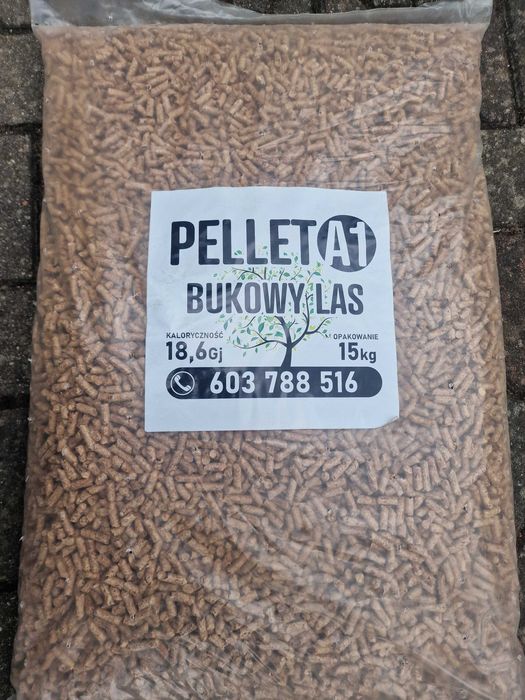 PELLET A1
BUKOWY LAS
KALORYCZNOŚĆ
18,6Gj
OPAKOWANIE
15kg
603 788 516